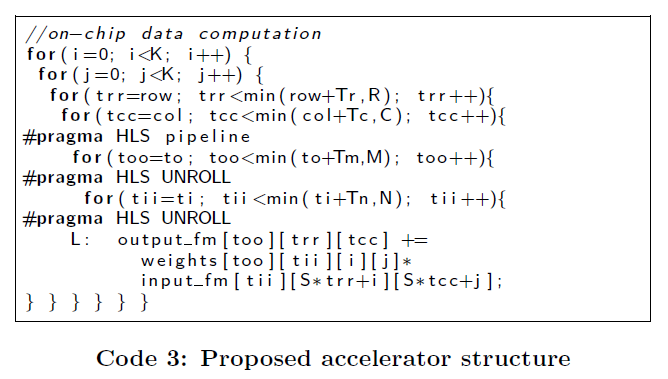 //on−chip data computation
for(i=0; i<K; i++) {
for(j=0; j<K; j++) {
for(trr=row; trr<min(row+Tr,R); trr++){
for(tcc=col; tcc<min(col+Tc,C); tcc++){
#pragma HLS pipeline
for(too=to; too<min(to+Tm,M); too++){
#pragma HLS UNROLL
for(tii=ti; tii<min(ti+Tn,N); tii++){
#pragma HLS UNROLL
L: output_fm[too][trr][tcc] +=
weights[too][tii][i][j]*
input_fm[tii][S*trr+i][S*tcc+j];
} } } } } }
Code 3: Proposed accelerator structure